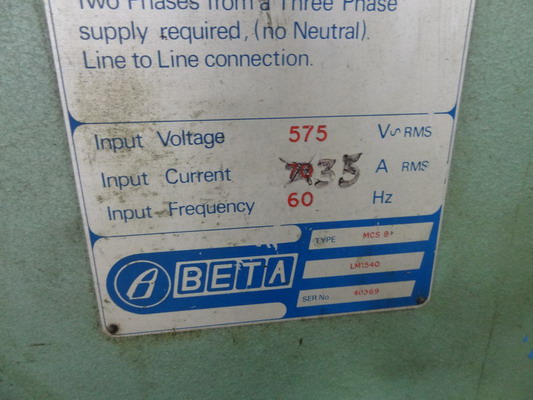 Two Phases from a Three Phase
supply required, (no Neutral).
Line to Line connection.
Input Voltage 575 V∿ RMS
Input Current 35 A RMS
Input Frequency 60 Hz
TYPE MCS 8+
LM1540
BETA
SER No 40369